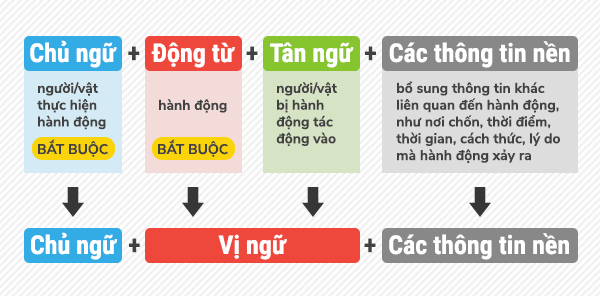 Chủ ngữ + Động từ + Tân ngữ + Các thông tin nền
người/vật
thực hiện
hành động
BẮT BUỘC
hành động
BẮT BUỘC
người/vật
bị hành
động tác
động vào
bổ sung thông tin khác
liên quan đến hành động,
như nơi chốn, thời điểm,
thời gian, cách thức, lý do
mà hành động xảy ra
Chủ ngữ + Vị ngữ + Các thông tin nền